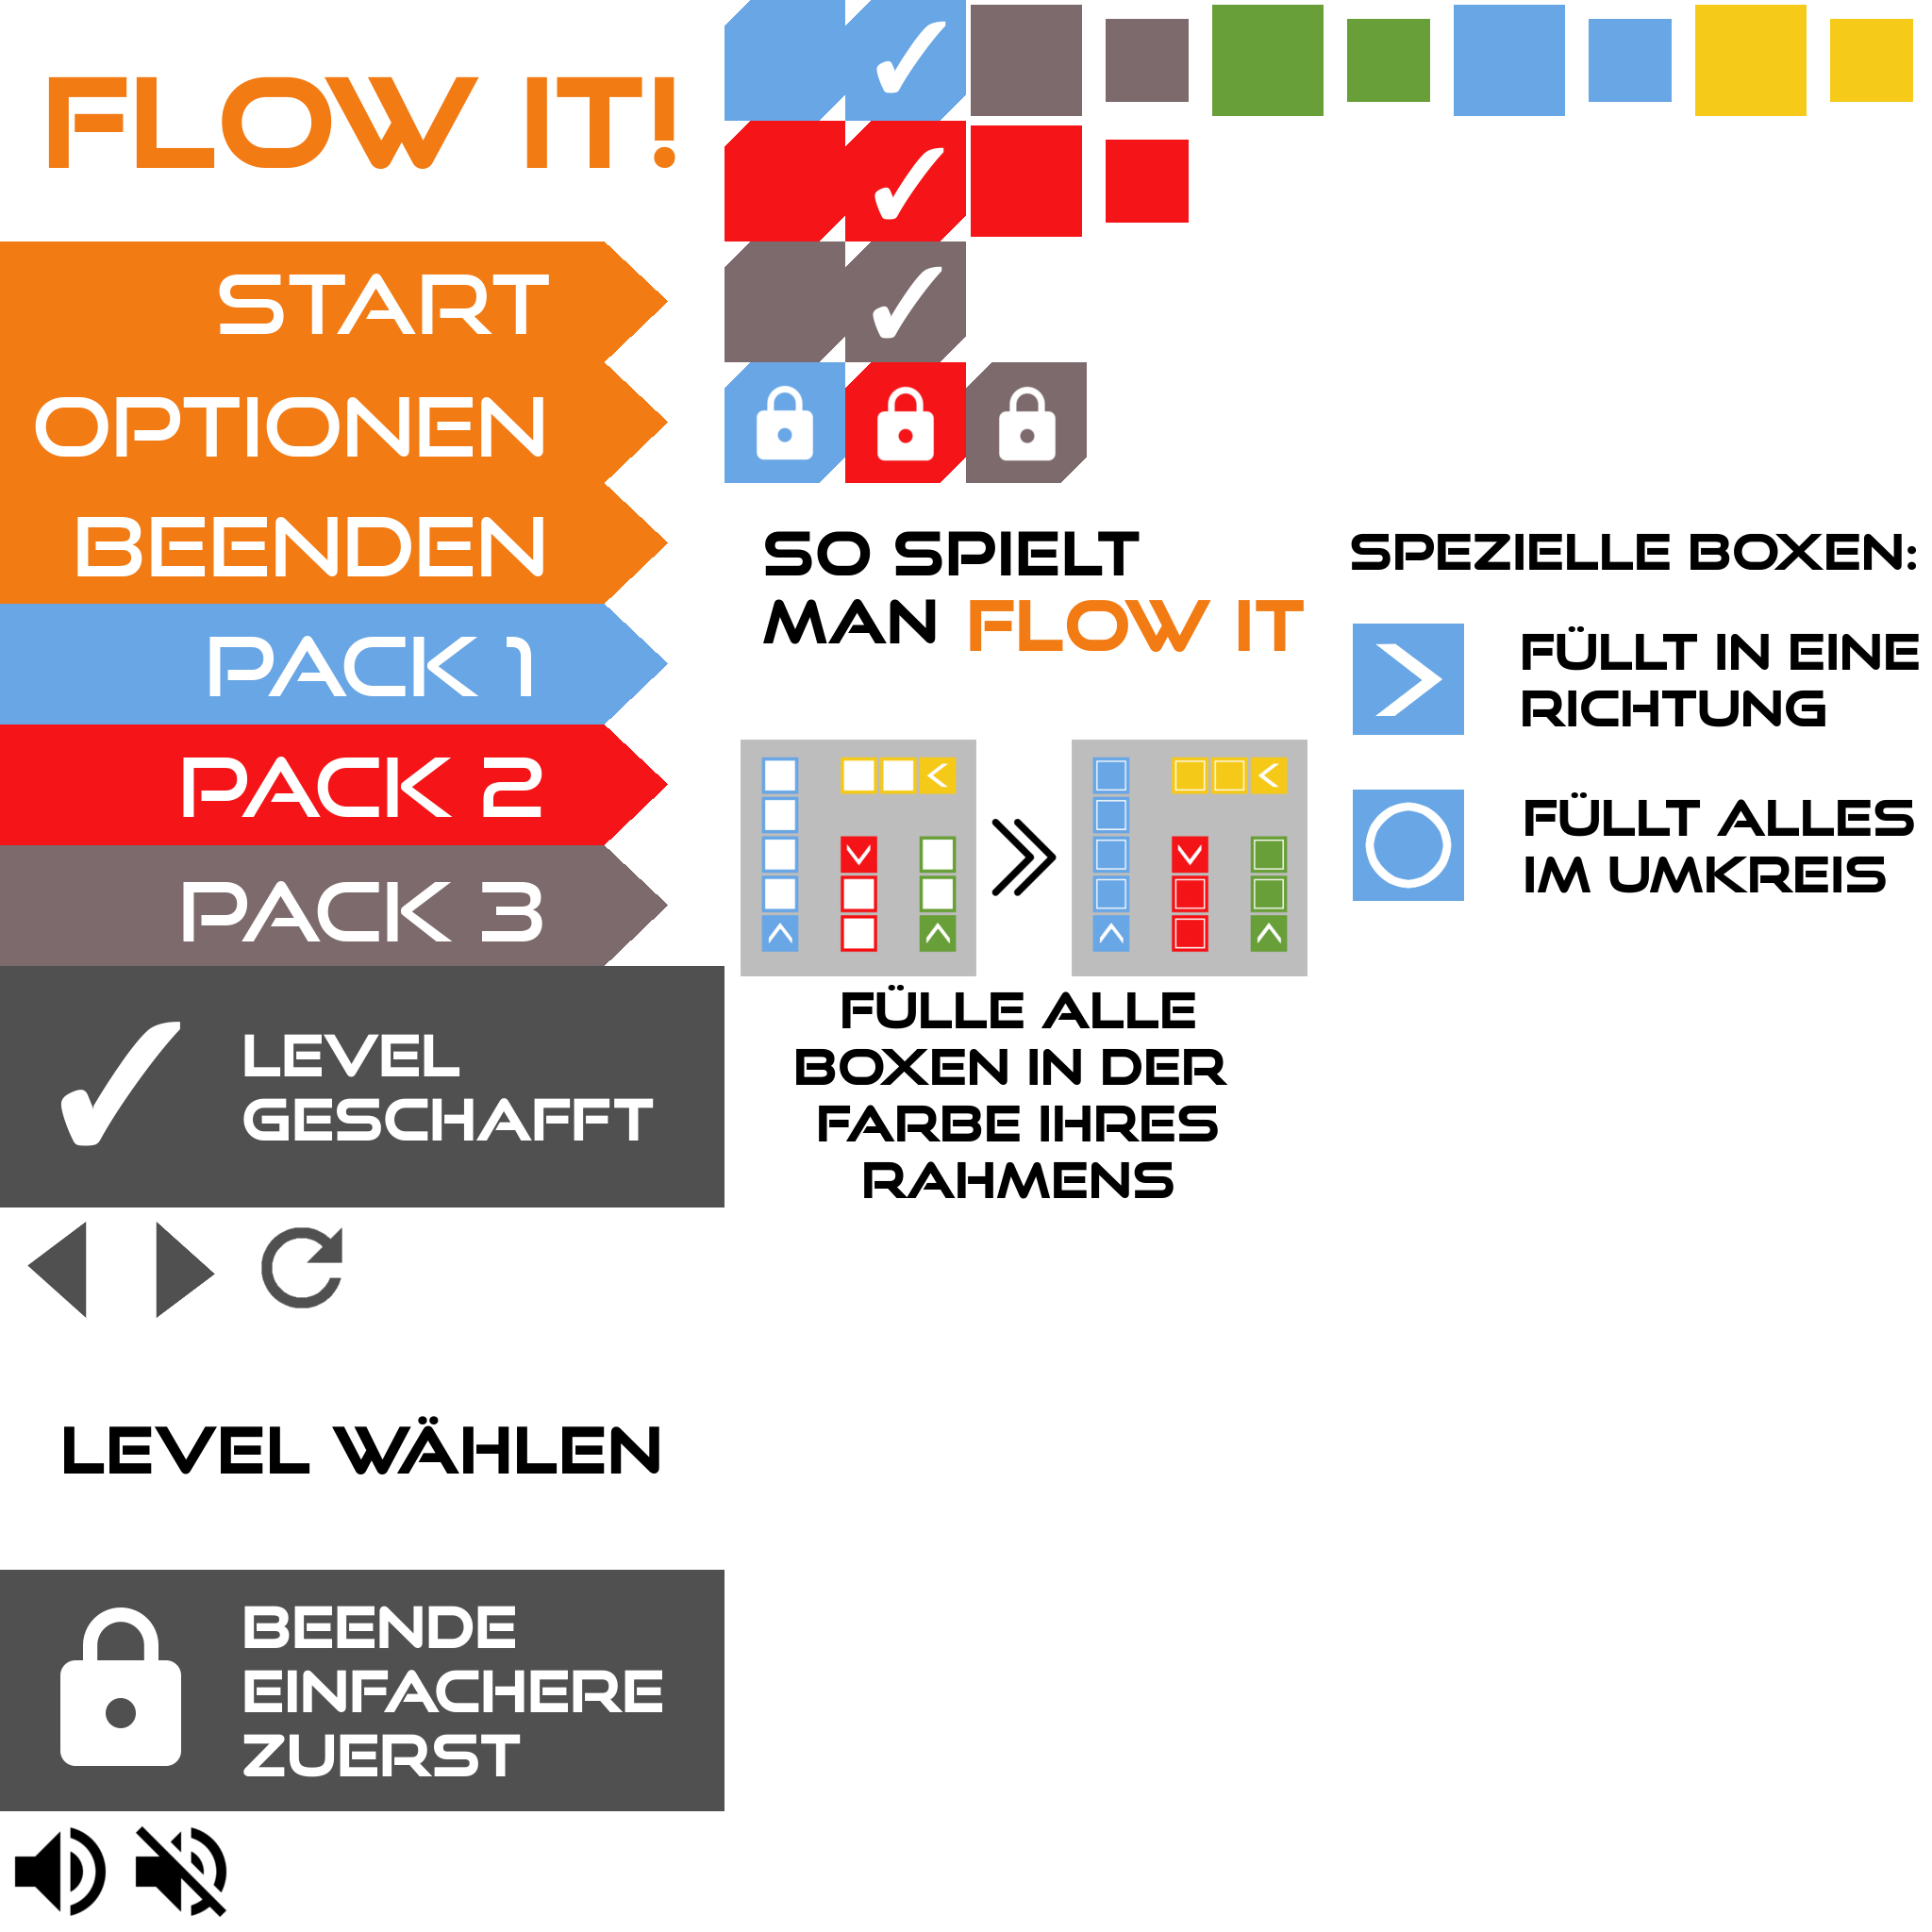 FLOW IT!
START
OPTIONEN
BEENDEN
PACK 1
PACK 2
PACK 3
LEVEL
GESCHAFFT
LEVEL WÄHLEN
BEENDE
EINFACHERE
ZUERST
SO SPIELT
MAN FLOW IT
FÜLLE ALLE
BOXEN IN DER
FARBE IHRES
RAHMENS
SPEZIELLE BOXEN:
FÜLLT IN EINE
RICHTUNG
FÜLLT ALLES
IM UMKREIS